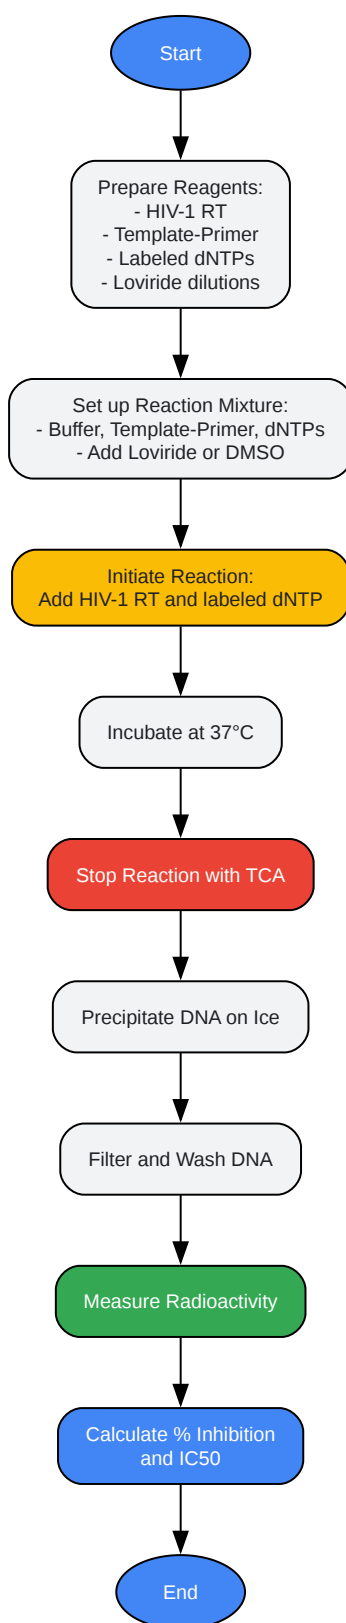 Start
Prepare Reagents:
- HIV-1 RT
- Template-Primer
- Labeled dNTPs
- Loviride dilutions
Set up Reaction Mixture:
- Buffer, Template-Primer, dNTPs
- Add Loviride or DMSO
Initiate Reaction:
Add HIV-1 RT and labeled dNTP
Incubate at 37°C
Stop Reaction with TCA
Precipitate DNA on Ice
Filter and Wash DNA
Measure Radioactivity
Calculate % Inhibition
and IC50
End